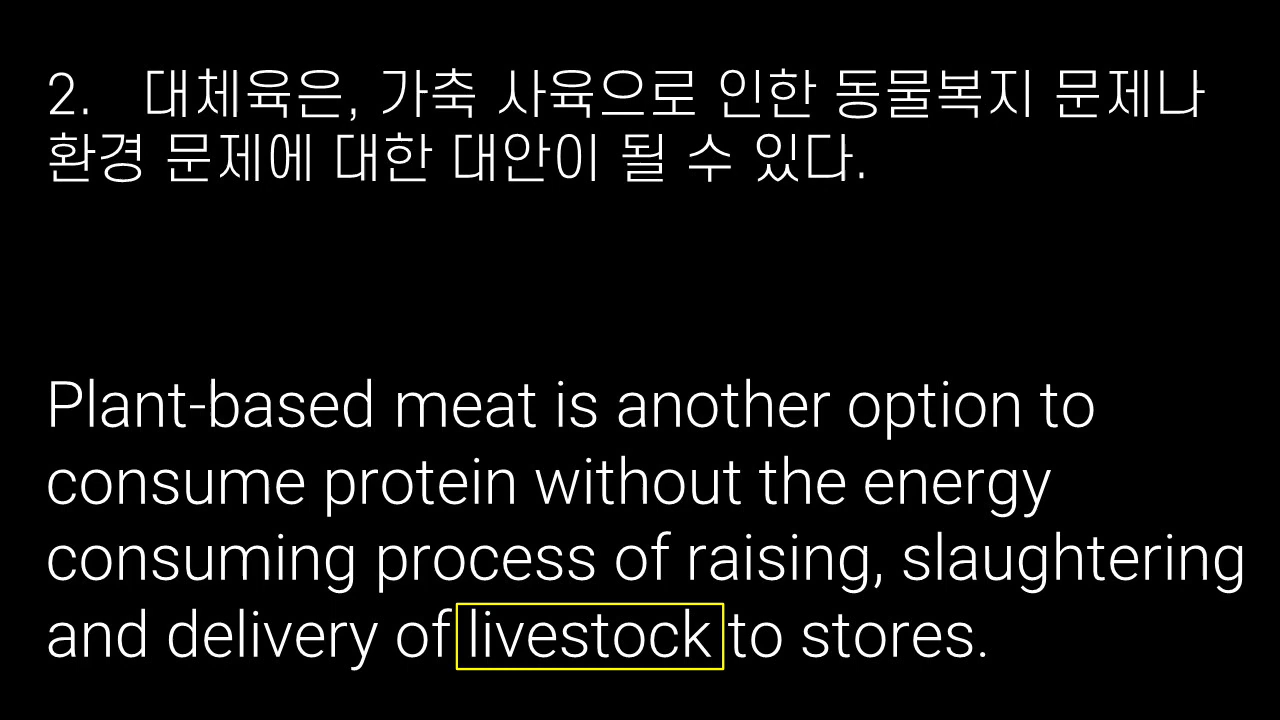 2. 대체육은, 가축 사육으로 인한 동물복지 문제나
환경 문제에 대한 대안이 될 수 있다.
Plant-based meat is another option to
consume protein without the energy
consuming process of raising, slaughtering
and delivery of livestock to stores.